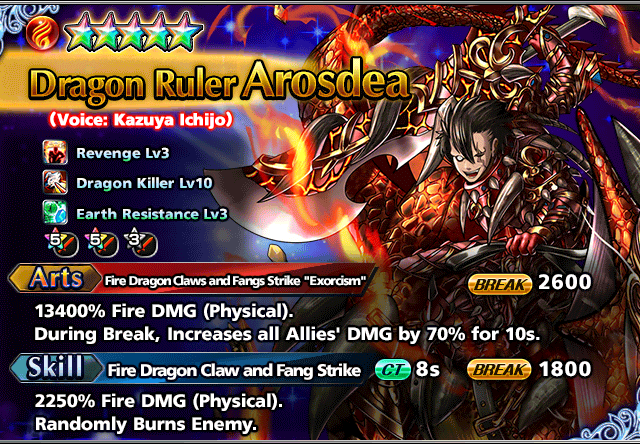 Dragon Ruler Arosdea
(Voice: Kazuya Ichijo)
Revenge Lv3
Dragon Killer Lv10
Earth Resistance Lv3
5 5 3
Arts Fire Dragon Claws and Fangs Strike "Exorcism" BREAK 2600
13400% Fire DMG (Physical).
During Break, Increases all Allies' DMG by 70% for 10s.
Skill Fire Dragon Claw and Fang Strike CT 8s BREAK 1800
2250% Fire DMG (Physical).
Randomly Burns Enemy.